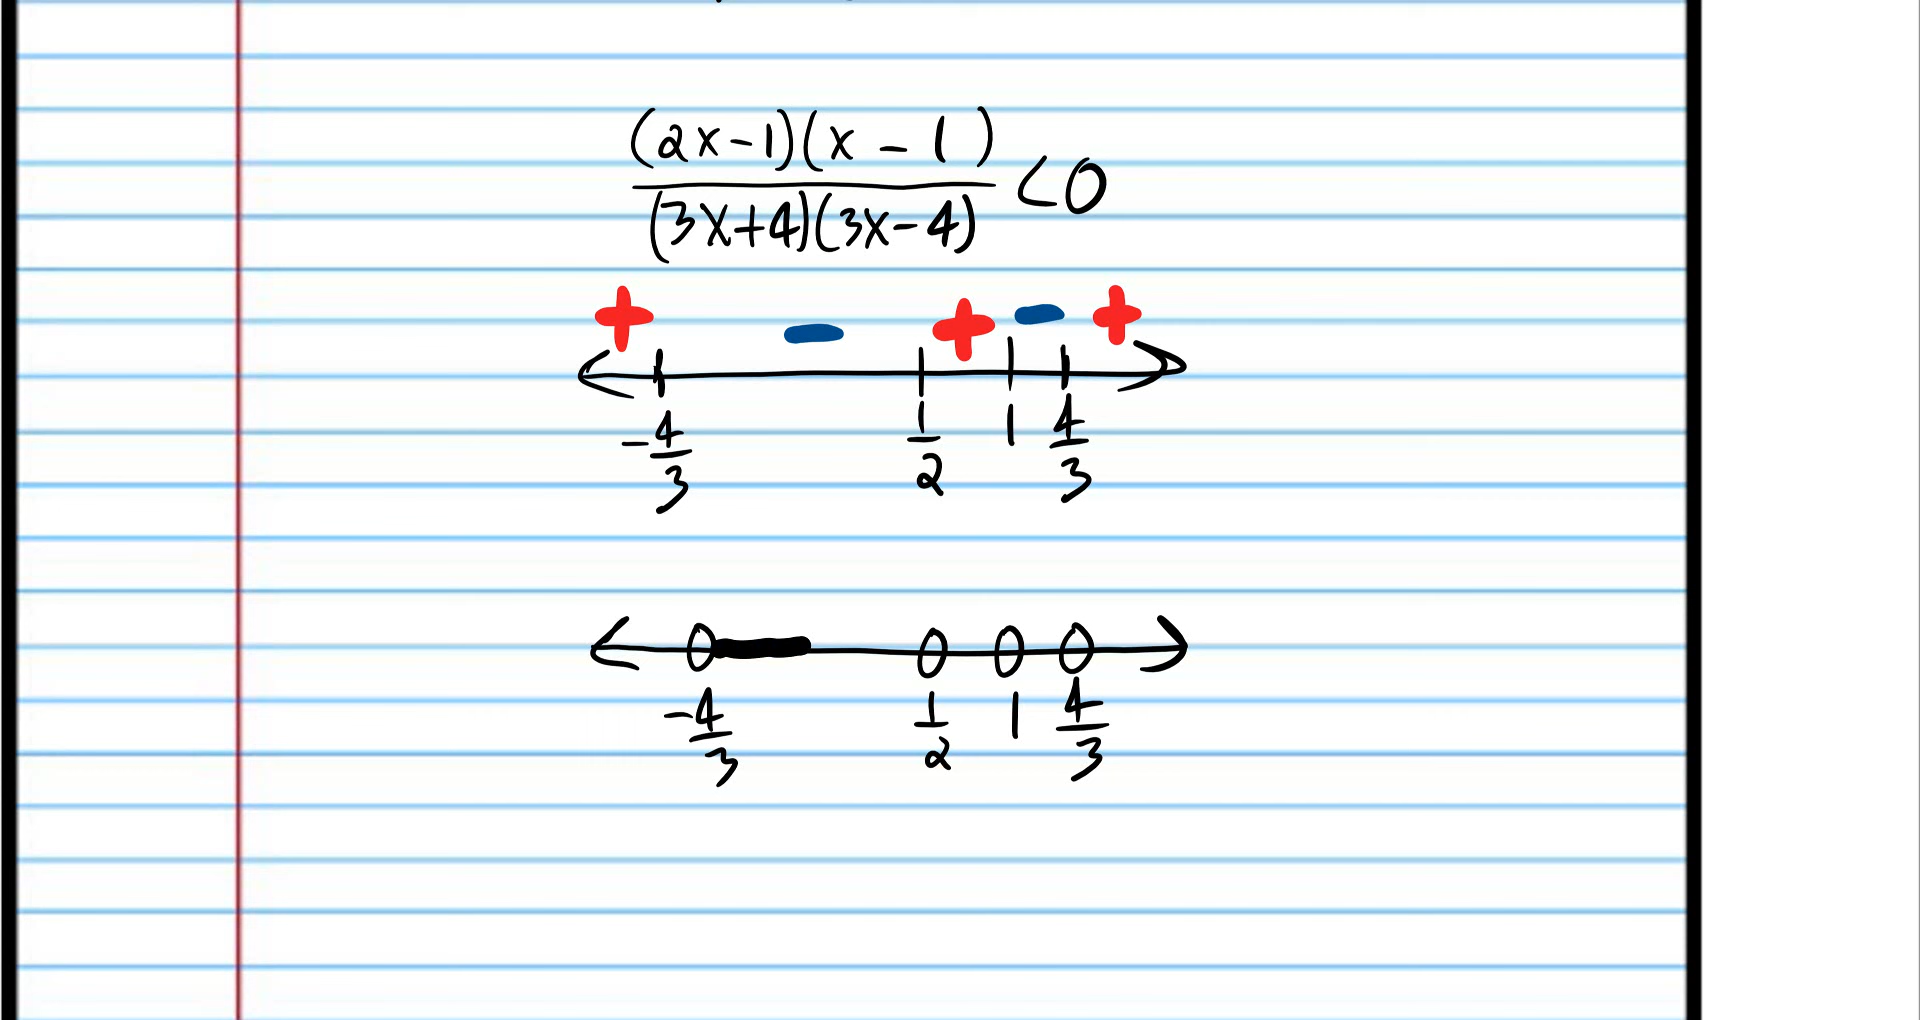 (2x-1)(x-1)
/(3x+4)(3x-4) <0
+ - + - +
-4/3 1/2 1 4/3
-4/3 1/2 1 4/3